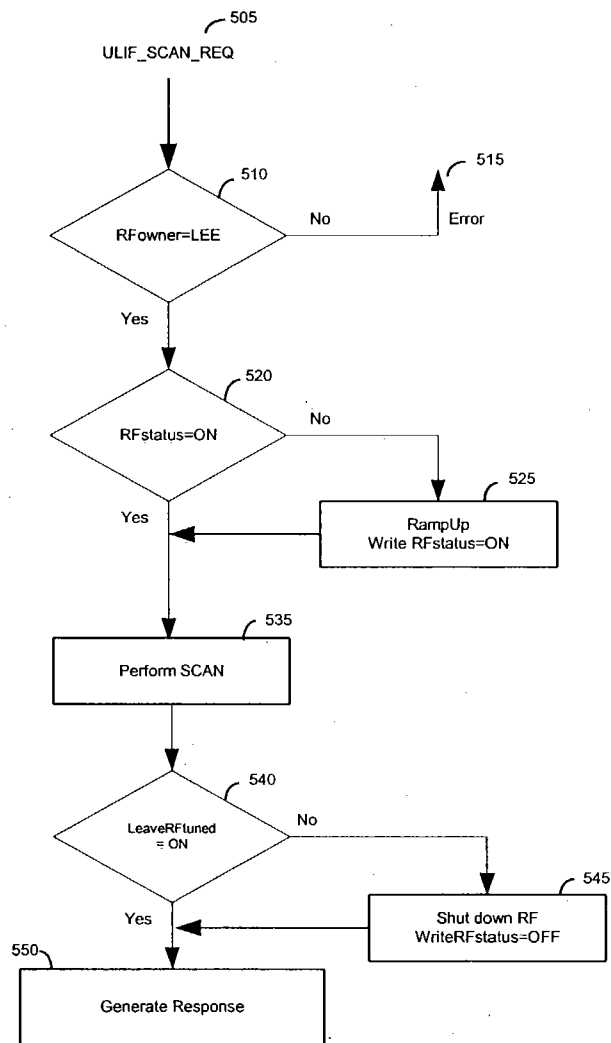 505
ULIF_SCAN_REQ
510
515
RFowner=LEE
No
Error
Yes
520
RFstatus=ON
No
525
Yes
RampUp
Write RFstatus=ON
535
Perform SCAN
540
LeaveRFtuned
= ON
No
545
Yes
Shut down RF
WriteRFstatus=OFF
550
Generate Response